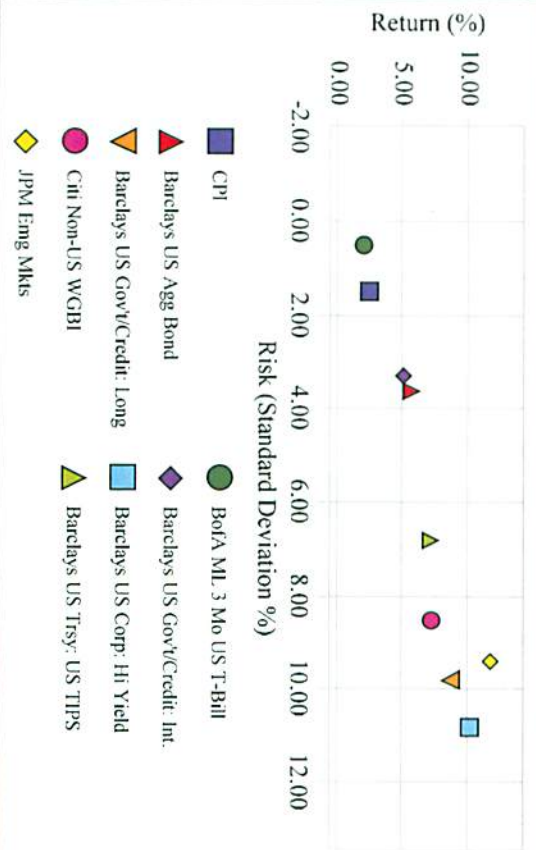 Return (%)
10.00
5.00
0.00
-2.00
0.00
2.00
4.00
6.00
8.00
10.00
12.00
Risk (Standard Deviation %)
CPI
BofA ML 3 Mo US T-Bill
Barclays US Agg Bond
Barclays US Gov't/Credit: Int.
Barclays US Gov't/Credit: Long
Barclays US Corp: Hi Yield
Citi Non-US WGBI
Barclays US Trsy: US TIPS
JPM Emg Mkts